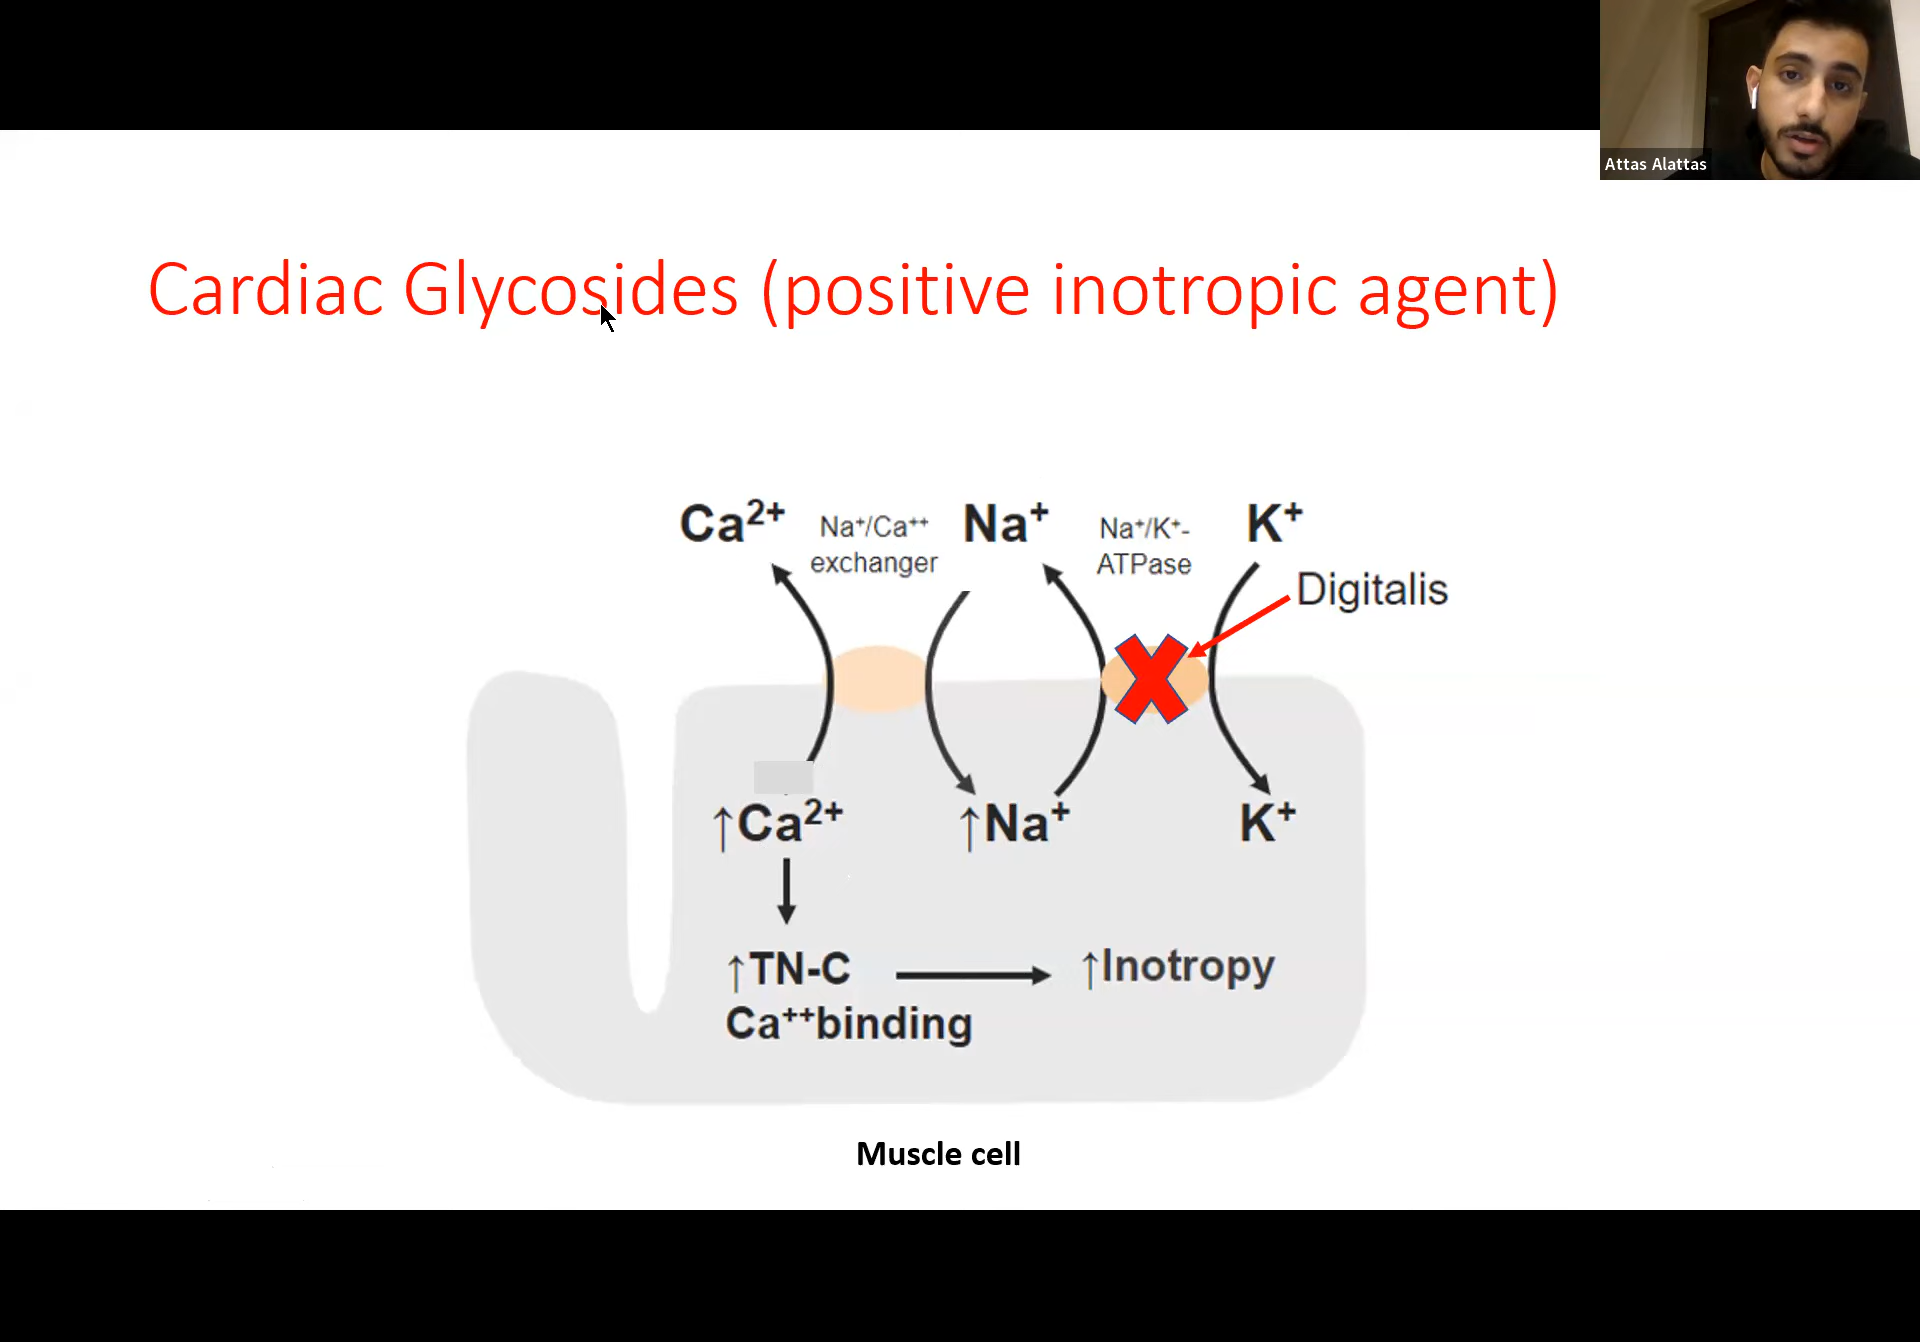 Attas Alattas
Cardiac Glycosides (positive inotropic agent)
Ca²⁺
Na⁺/Ca⁺⁺
exchanger
Na⁺
Na⁺/K⁺-
ATPase
K⁺
Digitalis
↑Ca²⁺
↑Na⁺
K⁺
↑TN-C
Ca⁺⁺binding
↑Inotropy
Muscle cell